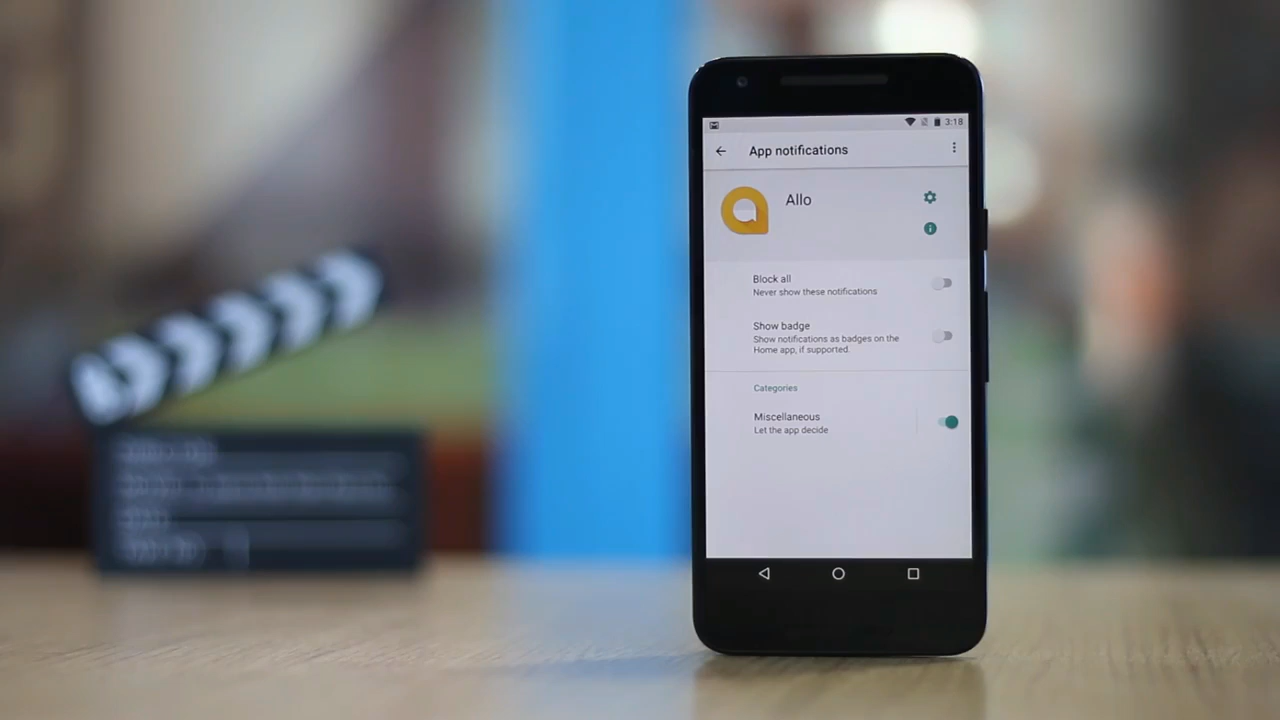 3:18
App notifications
Allo
Block all
Never show these notifications
Show badge
Show notifications as badges on the
Home app, if supported.
Categories
Miscellaneous
Let the app decide